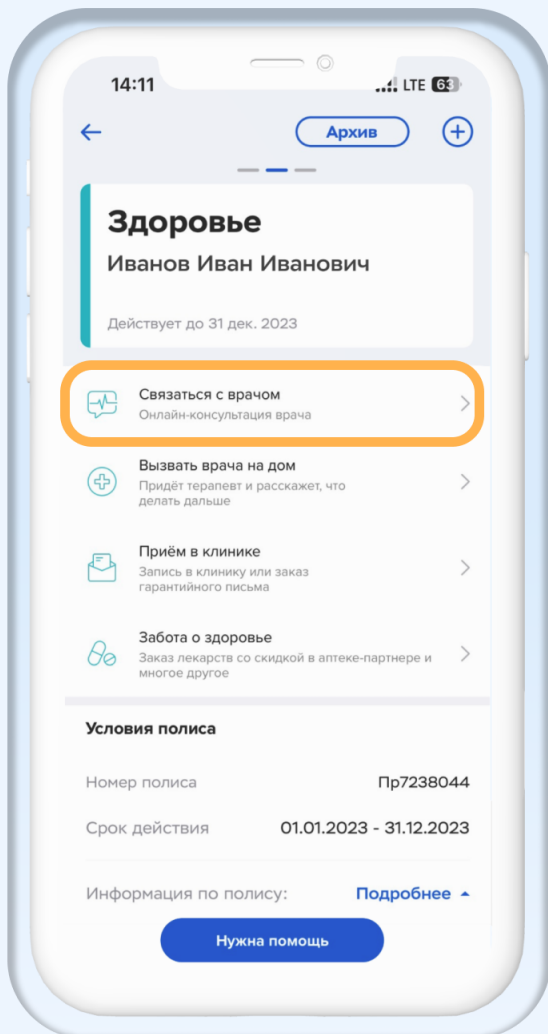 14:11 LTE 63
Архив
Здоровье
Иванов Иван Иванович
Действует до 31 дек. 2023
Связаться с врачом
Онлайн-консультация врача
Вызвать врача на дом
Придёт терапевт и расскажет, что
делать дальше
Приём в клинике
Запись в клинику или заказ
гарантийного письма
Забота о здоровье
Заказ лекарств со скидкой в аптеке-партнере и
многое другое
Условия полиса
Номер полиса Пр7238044
Срок действия 01.01.2023 - 31.12.2023
Информация по полису: Подробнее
Нужна помощь